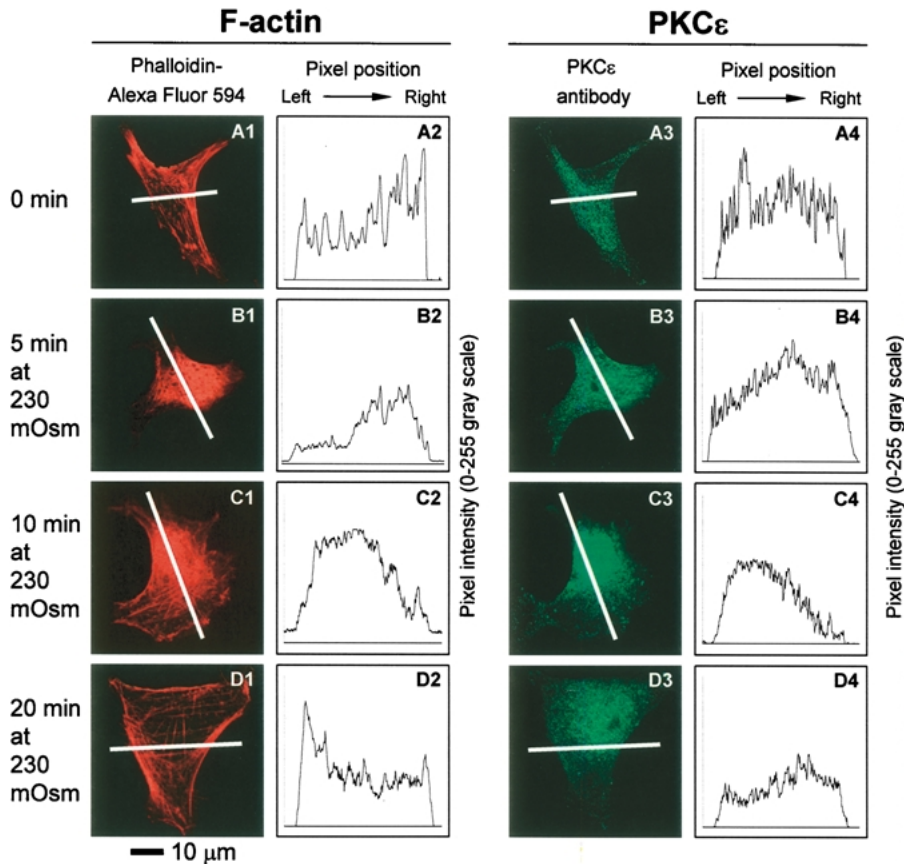 F-actin
PKCε
Phalloidin-
Alexa Fluor 594
Pixel position
Left
Right
PKCε
antibody
Pixel position
Left
Right
0 min
A1
A2
A3
A4
5 min
at
230
mOsm
B1
B2
B3
B4
10 min
at
230
mOsm
C1
C2
C3
C4
20 min
at
230
mOsm
D1
D2
D3
D4
Pixel intensity (0-255 gray scale)
Pixel intensity (0-255 gray scale)
10 μm